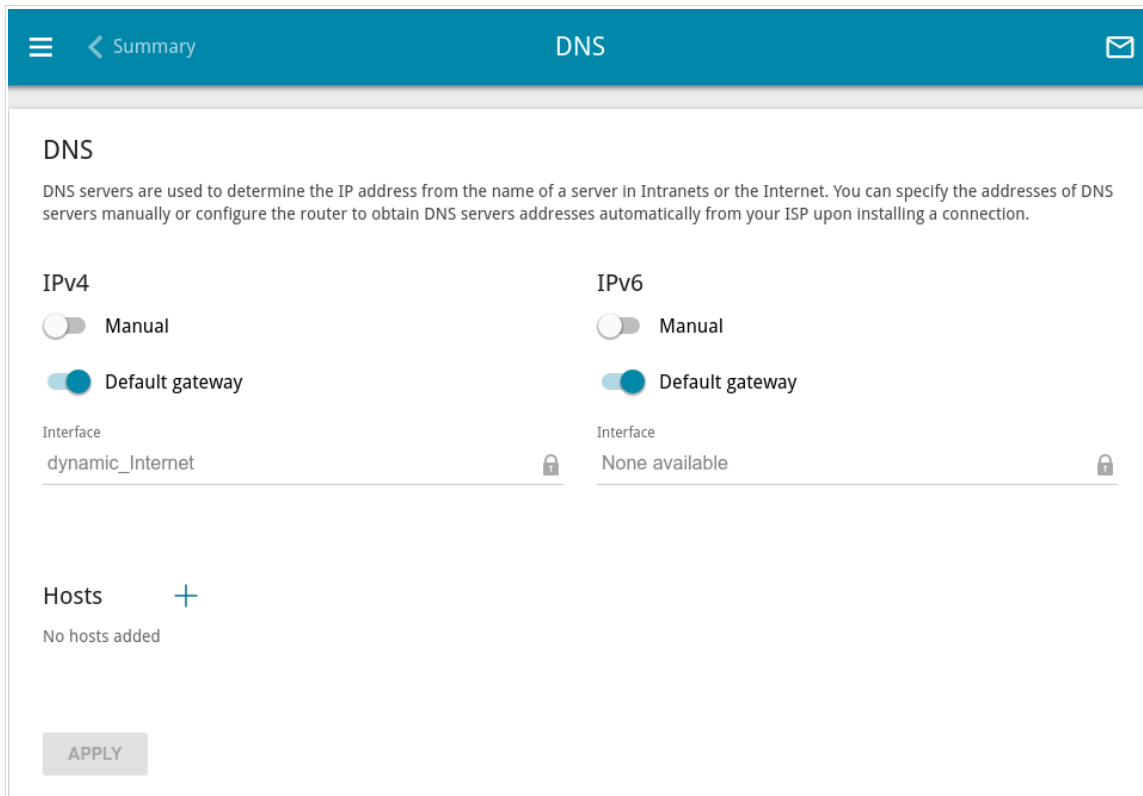 Summary
DNS
DNS
DNS servers are used to determine the IP address from the name of a server in Intranets or the Internet. You can specify the addresses of DNS
servers manually or configure the router to obtain DNS servers addresses automatically from your ISP upon installing a connection.
IPv4
Manual
Default gateway
Interface
dynamic_Internet
IPv6
Manual
Default gateway
Interface
None available
Hosts
No hosts added
APPLY